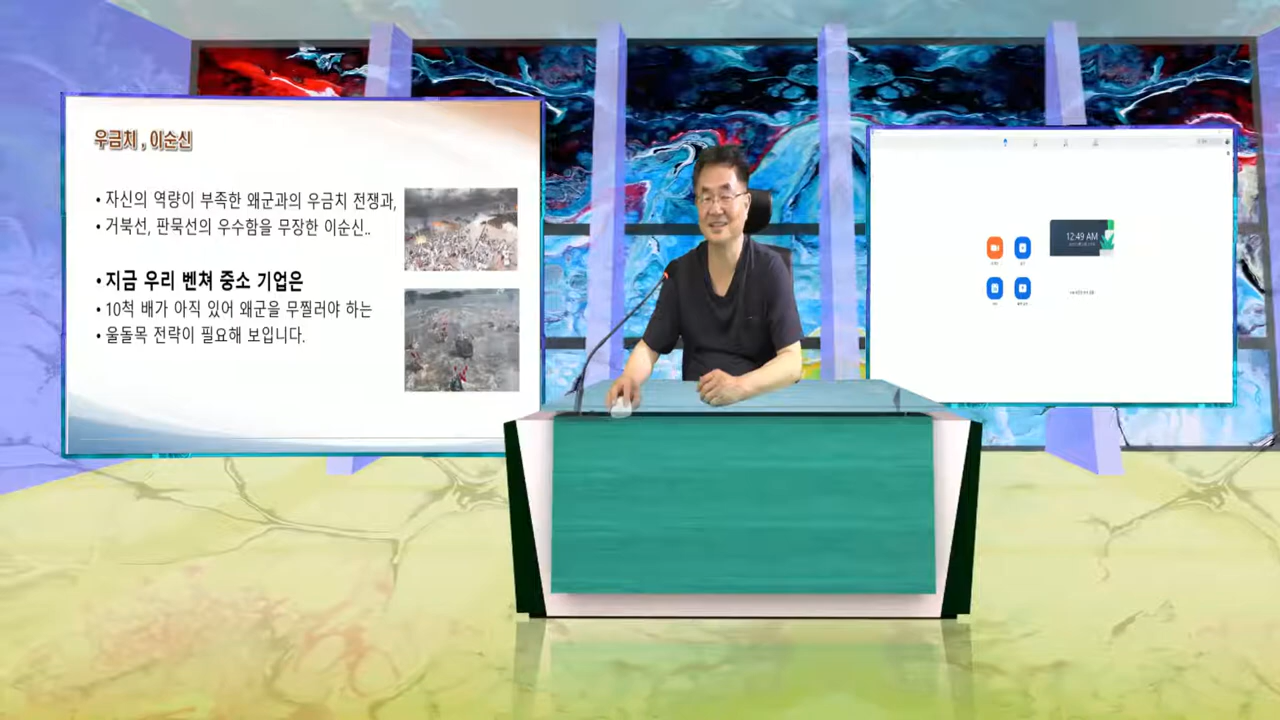 우금치 , 이순신
• 자신의 역량이 부족한 왜군과의 우금치 전쟁과,
• 거북선, 판묵선의 우수함을 무장한 이순신..
• 지금 우리 벤쳐 중소 기업은
• 10척 배가 아직 있어 왜군을 무찔러야 하는
• 울돌목 전략이 필요해 보입니다.
12:49 AM